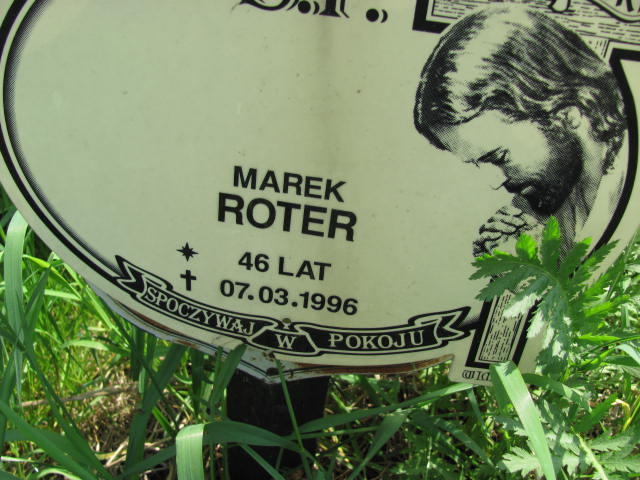 Ś.P.
MAREK
ROTER
46 LAT
07.03.1996
SPOCZYWAJ W POKOJU